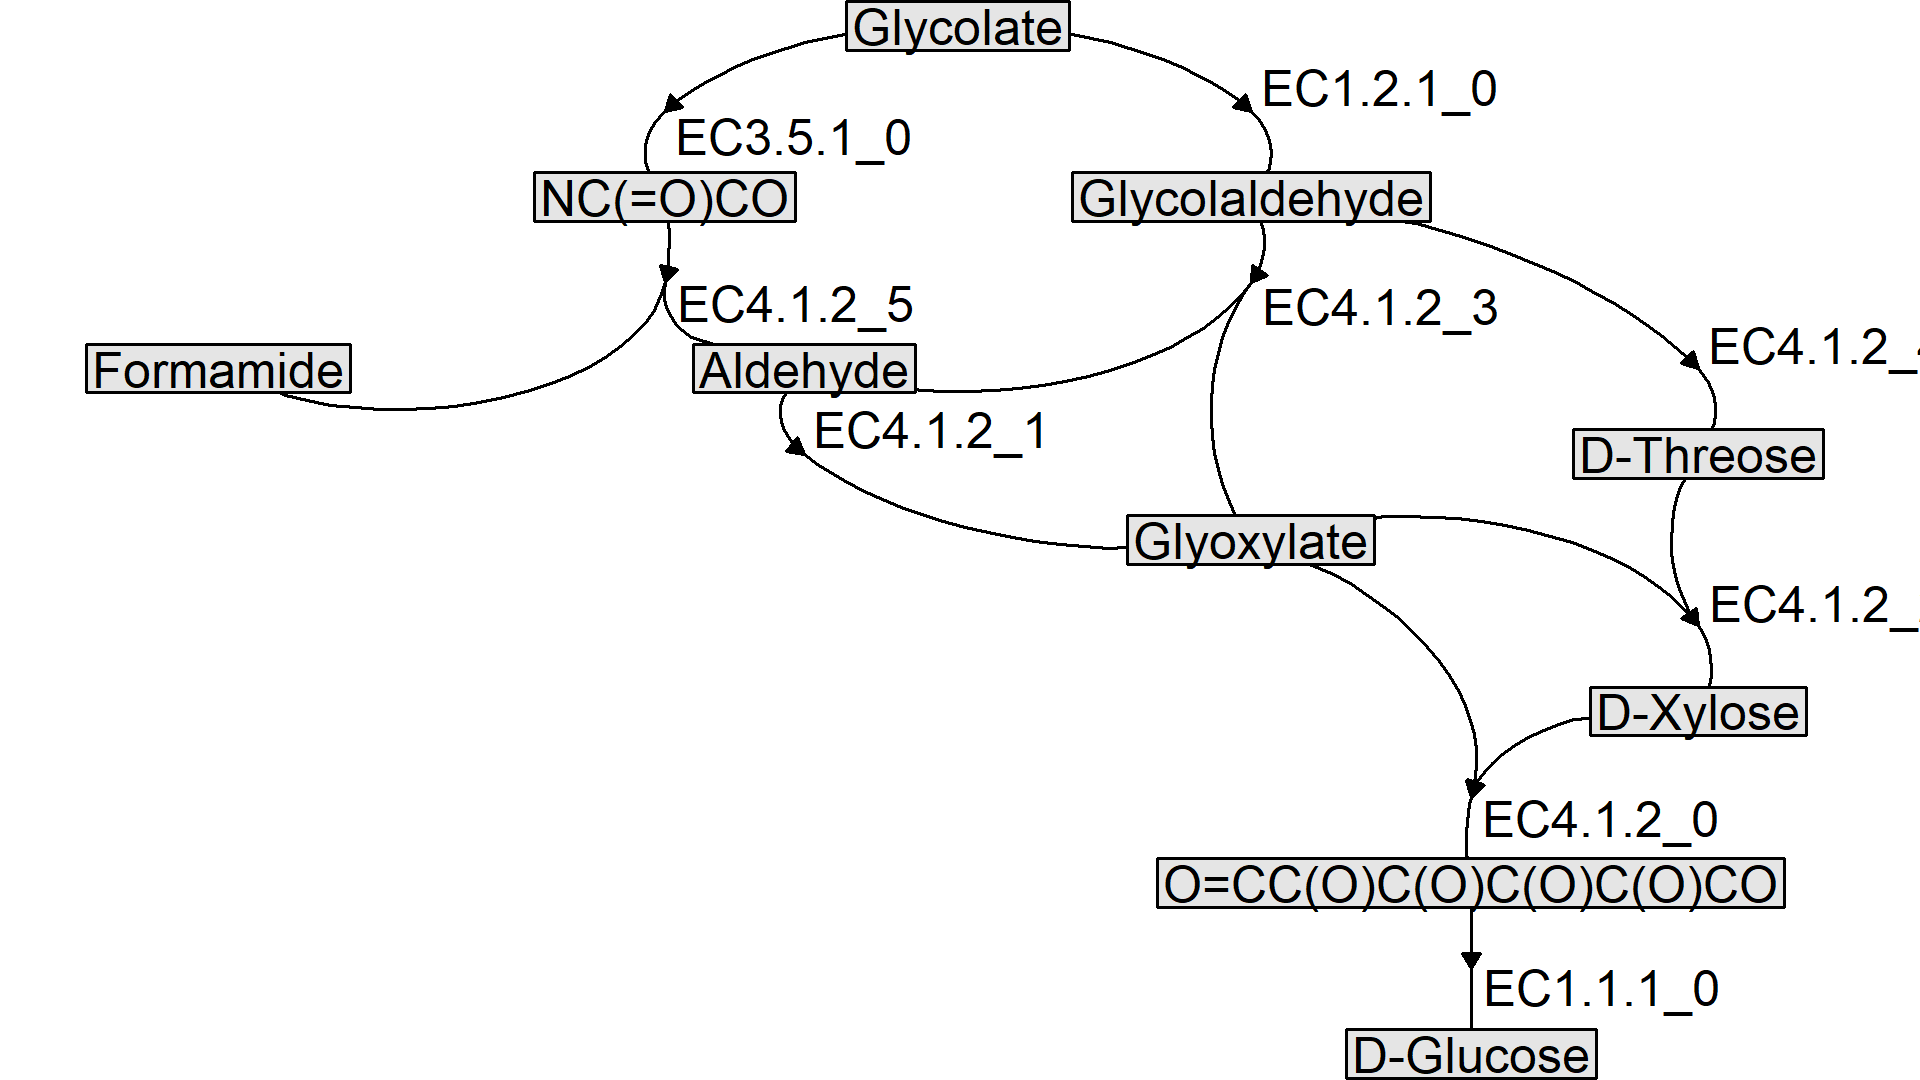 Glycolate
EC1.2.1_0
EC3.5.1_0
NC(=O)CO
Glycolaldehyde
EC4.1.2_5
EC4.1.2_3
EC4.1.2_
Formamide
Aldehyde
EC4.1.2_1
D-Threose
Glyoxylate
EC4.1.2_
D-Xylose
EC4.1.2_0
O=CC(O)C(O)C(O)C(O)CO
EC1.1.1_0
D-Glucose